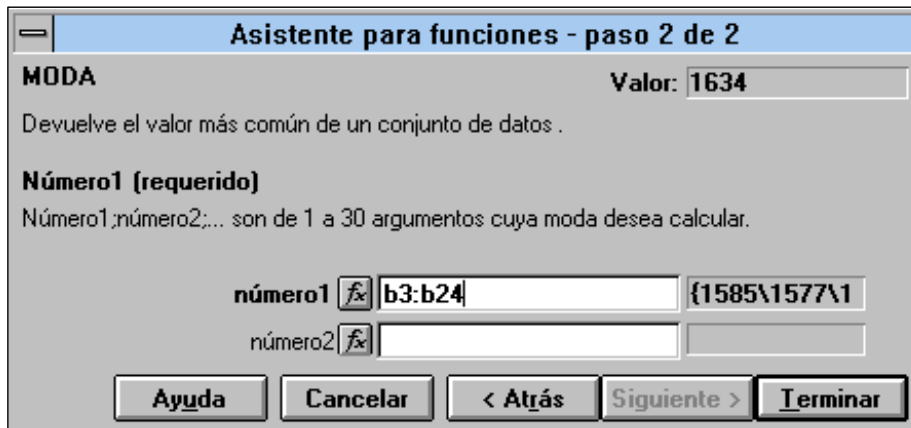 Asistente para funciones - paso 2 de 2
MODA Valor: 1634
Devuelve el valor más común de un conjunto de datos .
Número1 (requerido)
Número1;número2;... son de 1 a 30 argumentos cuya moda desea calcular.
número1 fx b3:b24 {1585\1577\1
número2 fx
Ayuda Cancelar < Atrás Siguiente > Terminar